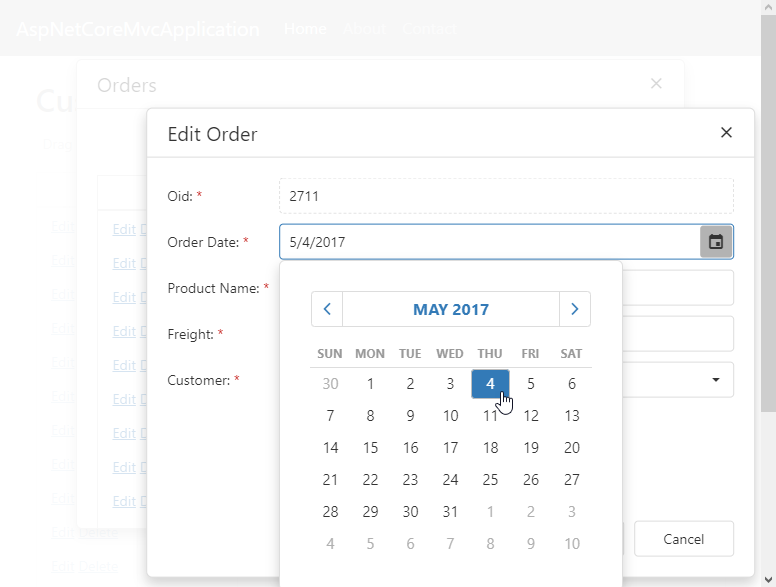 AspNetCoreMvcApplication Home About Contact
Orders
Edit Order
Oid: *
2711
Order Date: *
5/4/2017
Product Name: *
Freight: *
Customer: *
MAY 2017
SUN MON TUE WED THU FRI SAT
30 1 2 3 4 5 6
7 8 9 10 11 12 13
14 15 16 17 18 19 20
21 22 23 24 25 26 27
28 29 30 31 1 2 3
4 5 6 7 8 9 10
Cancel
Edit
Edit
Edit
Edit
Edit
Edit
Edit
Edit
Edit
Edit Delete
Edit Delete